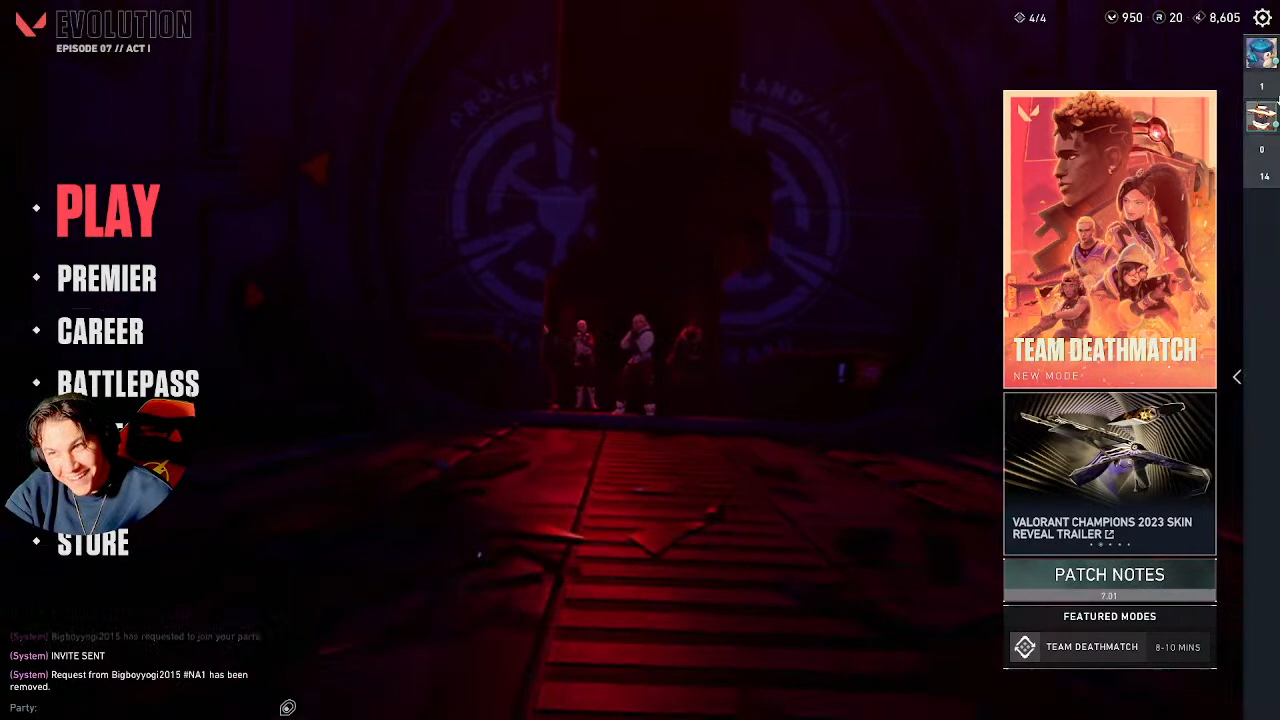 EVOLUTION
EPISODE 07 // ACT I
4/4
950
20
8,605
1
0
14
PLAY
PREMIER
CAREER
BATTLEPASS
STORE
TEAM DEATHMATCH
NEW MODE
VALORANT CHAMPIONS 2023 SKIN
REVEAL TRAILER
PATCH NOTES
7.01
FEATURED MODES
TEAM DEATHMATCH
8-10 MINS
(System) Bigboyyogi2015 has requested to join your party.
(System) INVITE SENT
(System) Request from Bigboyyogi2015 #NA1 has been
removed.
Party: